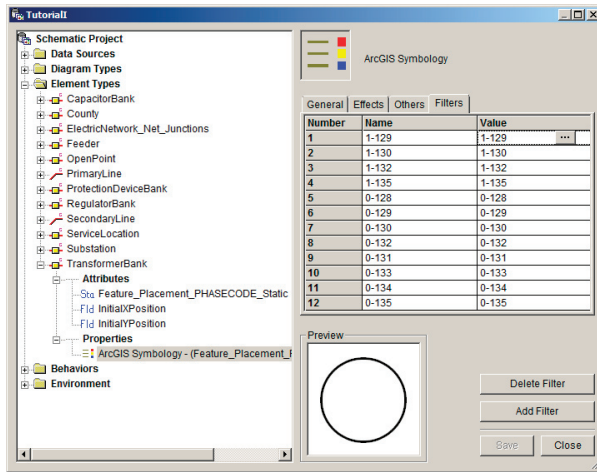 TutorialI
Schematic Project
Data Sources
Diagram Types
Element Types
CapacitorBank
County
ElectricNetwork_Net_Junctions
Feeder
OpenPoint
PrimaryLine
ProtectionDeviceBank
RegulatorBank
SecondaryLine
ServiceLocation
Substation
TransformerBank
Attributes
Sta Feature_Placement_PHASECODE_Static
Fld InitialXPosition
Fld InitialYPosition
Properties
ArcGIS Symbology - (Feature_Placement_F
Behaviors
Environment
ArcGIS Symbology
General Effects Others Filters
Number Name Value
1 1-129 1-129 ...
2 1-130 1-130
3 1-132 1-132
4 1-135 1-135
5 0-128 0-128
6 0-129 0-129
7 0-130 0-130
8 0-132 0-132
9 0-131 0-131
10 0-133 0-133
11 0-134 0-134
12 0-135 0-135
Preview
Delete Filter
Add Filter
Save Close